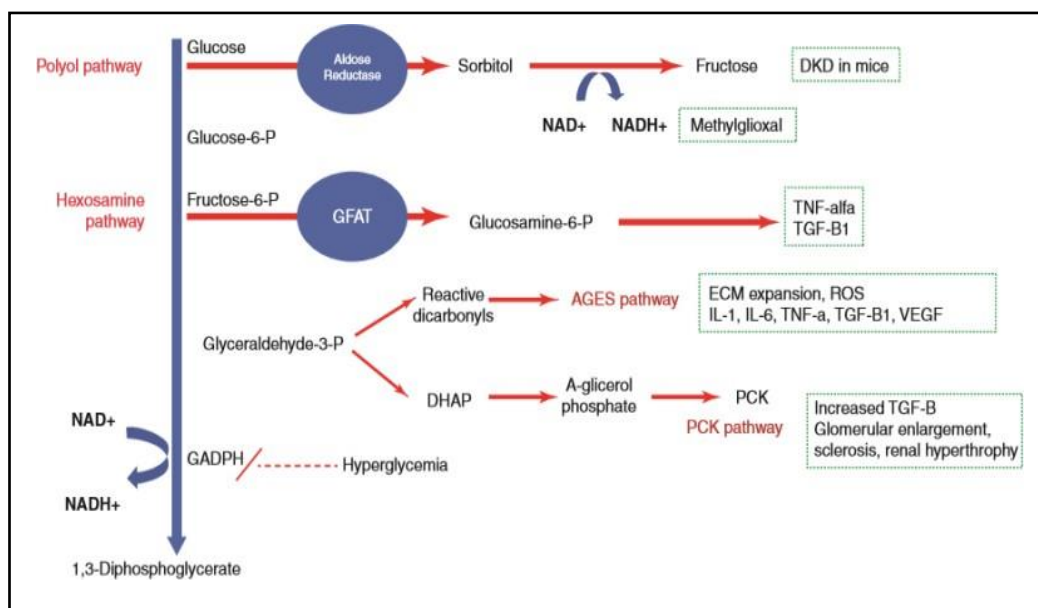 Glucose
Polyol pathway
Aldose
Reductase
Sorbitol
Fructose
DKD in mice
NAD+
NADH+
Methylglioxal
Glucose-6-P
Hexosamine
pathway
Fructose-6-P
GFAT
Glucosamine-6-P
TNF-alfa
TGF-B1
Reactive
dicarbonyls
AGES pathway
ECM expansion, ROS
IL-1, IL-6, TNF-a, TGF-B1, VEGF
Glyceraldehyde-3-P
DHAP
A-glicerol
phosphate
PCK
PCK pathway
Increased TGF-B
Glomerular enlargement,
sclerosis, renal hyperthrophy
NAD+
GADPH
Hyperglycemia
NADH+
1,3-Diphosphoglycerate